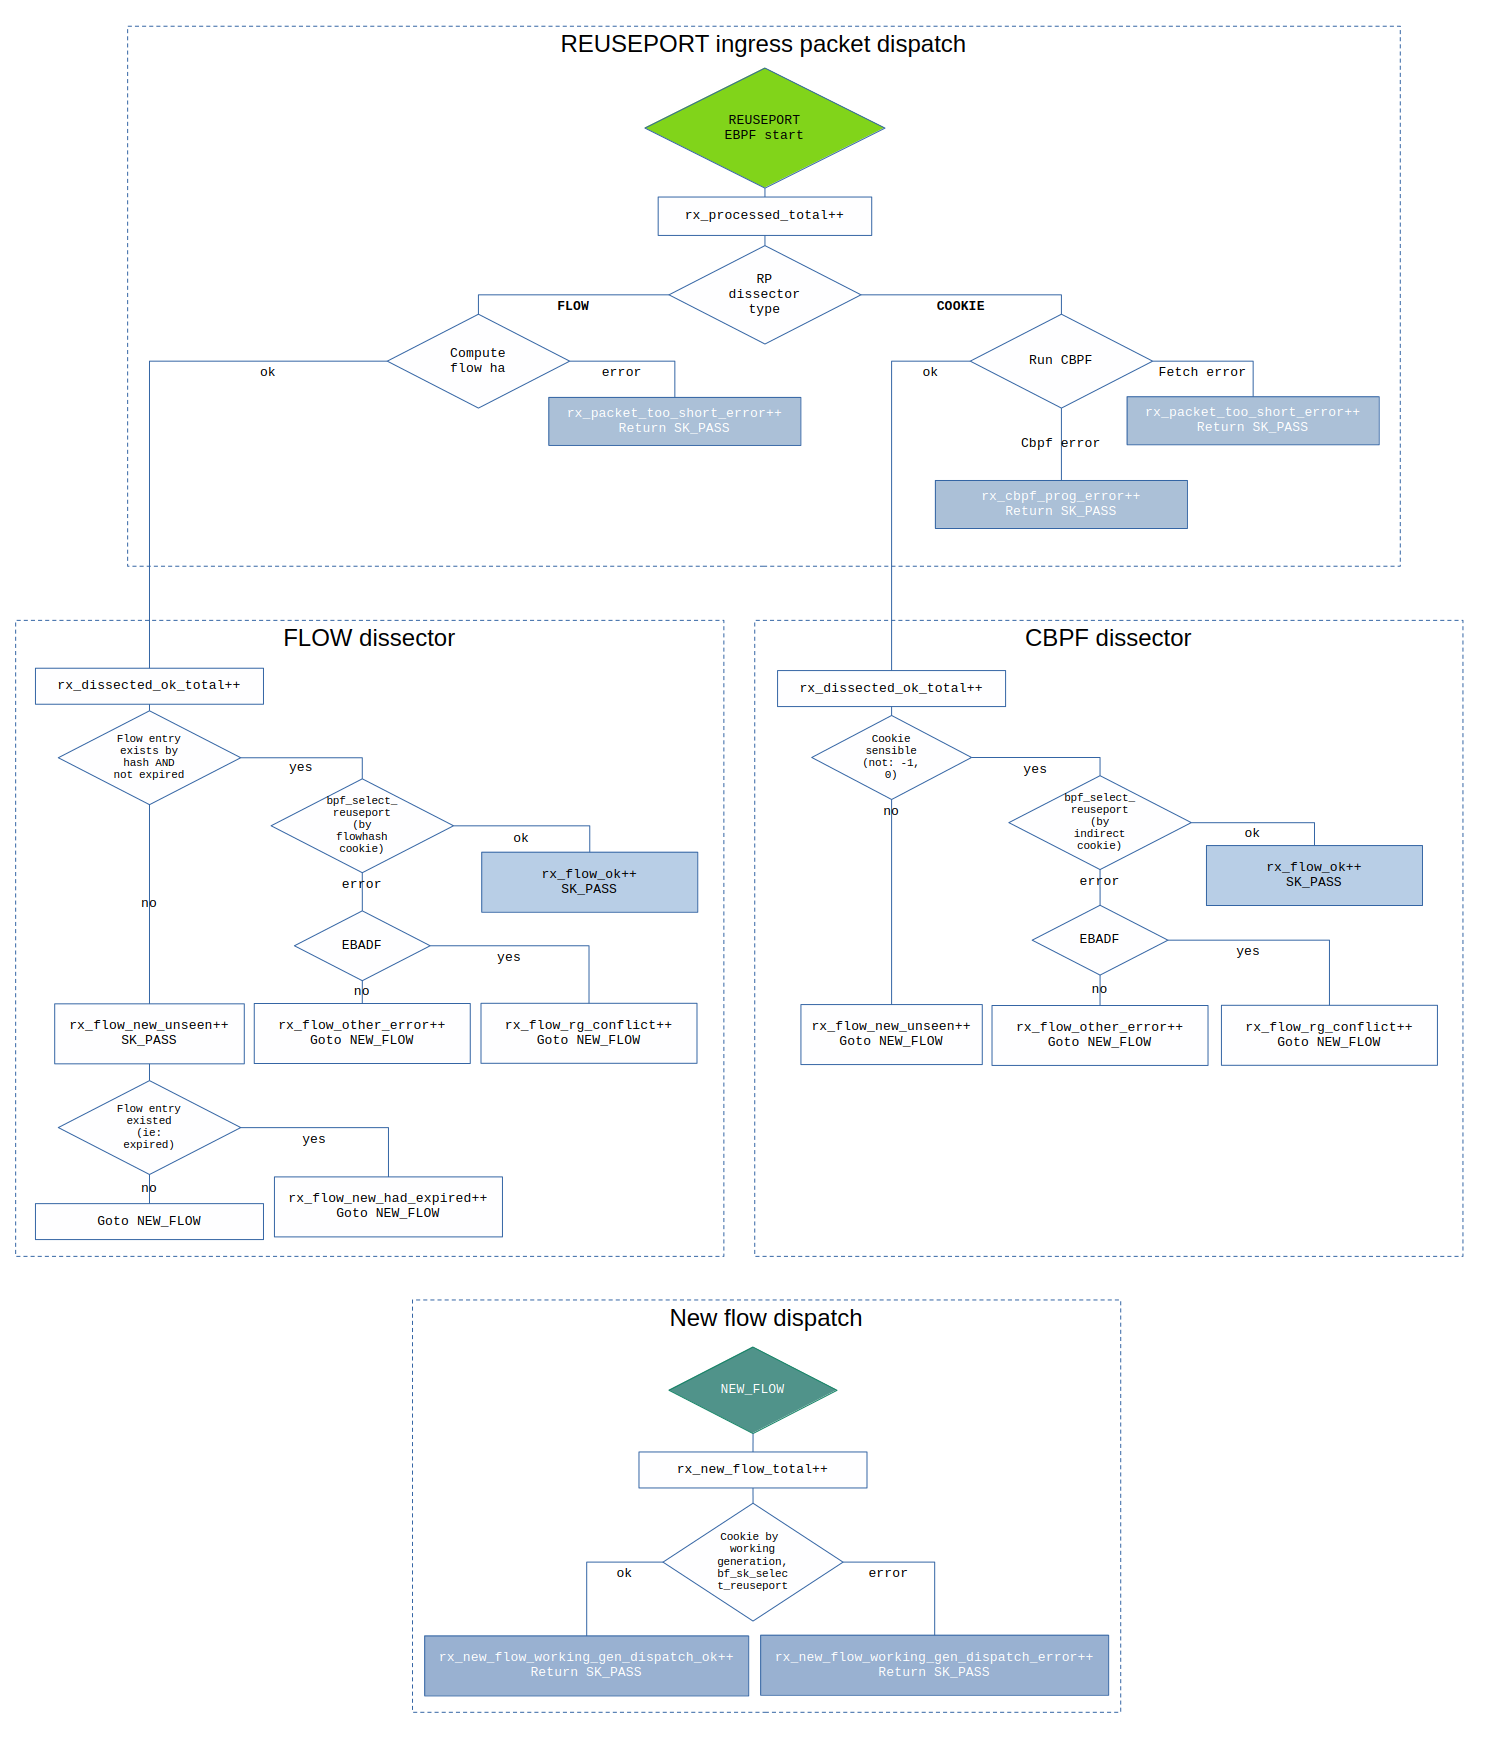 REUSEPORT ingress packet dispatch
REUSEPORT
EBPF start
rx_processed_total++
RP
dissector
type
FLOW
COOKIE
Compute
flow ha
ok
error
rx_packet_too_short_error++
Return SK_PASS
Run CBPF
ok
Fetch error
rx_packet_too_short_error++
Return SK_PASS
Cbpf error
rx_cbpf_prog_error++
Return SK_PASS
FLOW dissector
rx_dissected_ok_total++
Flow entry
exists by
hash AND
not expired
yes
bpf_select_
reuseport
(by
flowhash
cookie)
ok
rx_flow_ok++
SK_PASS
error
no
EBADF
yes
no
rx_flow_new_unseen++
SK_PASS
rx_flow_other_error++
Goto NEW_FLOW
rx_flow_rg_conflict++
Goto NEW_FLOW
Flow entry
existed
(ie:
expired)
yes
no
rx_flow_new_had_expired++
Goto NEW_FLOW
Goto NEW_FLOW
CBPF dissector
rx_dissected_ok_total++
Cookie
sensible
(not: -1,
0)
yes
no
bpf_select_
reuseport
(by
indirect
cookie)
ok
rx_flow_ok++
SK_PASS
error
EBADF
yes
no
rx_flow_new_unseen++
Goto NEW_FLOW
rx_flow_other_error++
Goto NEW_FLOW
rx_flow_rg_conflict++
Goto NEW_FLOW
New flow dispatch
NEW_FLOW
rx_new_flow_total++
Cookie by
working
generation,
bf_sk_selec
t_reuseport
ok
error
rx_new_flow_working_gen_dispatch_ok++
Return SK_PASS
rx_new_flow_working_gen_dispatch_error++
Return SK_PASS